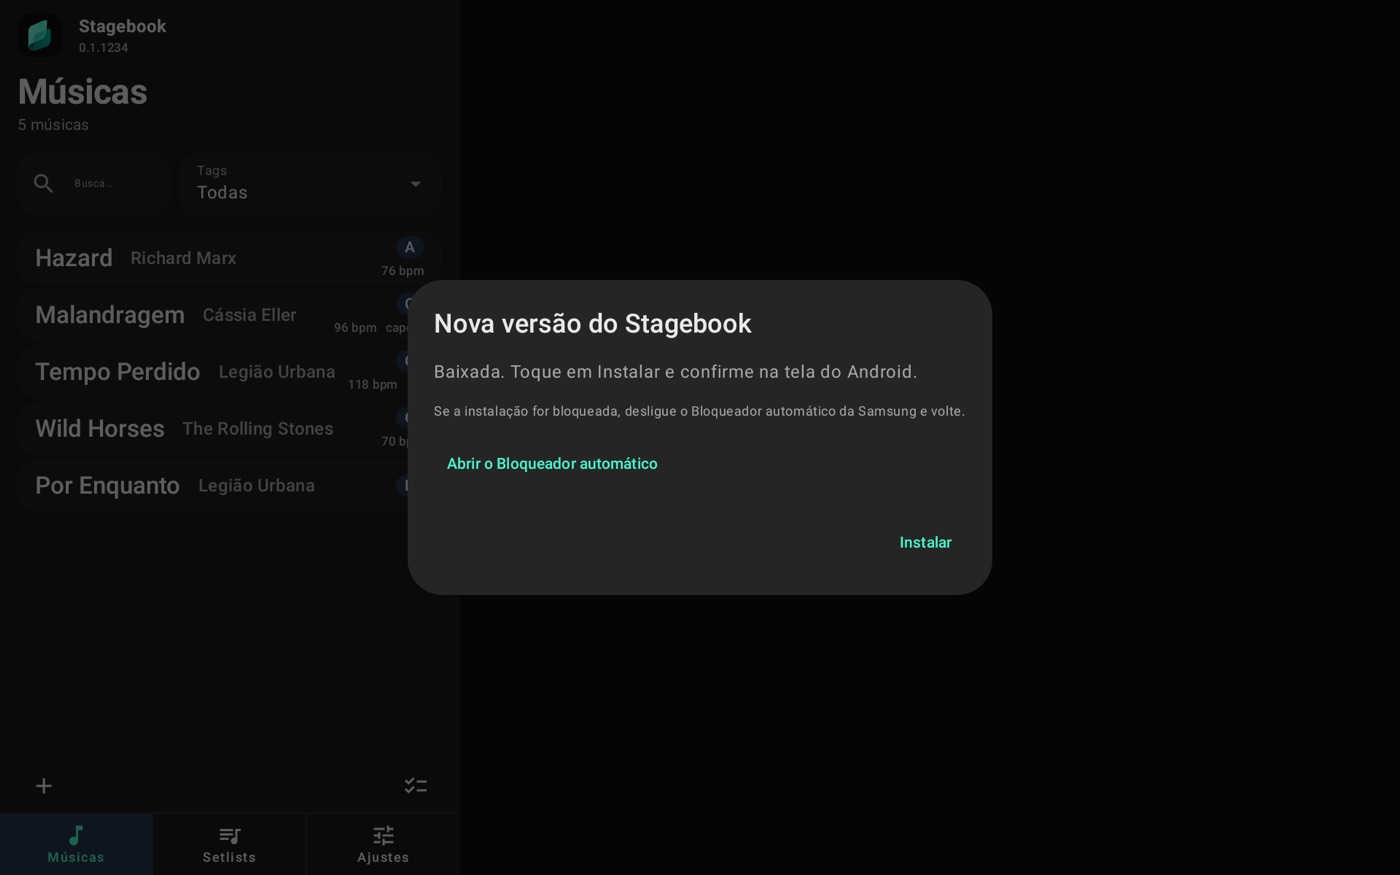 Stagebook
0.1.1234
Músicas
5 músicas
Busca...
Tags
Todas
Hazard Richard Marx A
76 bpm
Malandragem Cássia Eller
96 bpm
Tempo Perdido Legião Urbana
118 bpm
Wild Horses The Rolling Stones
70
Por Enquanto Legião Urbana
Nova versão do Stagebook
Baixada. Toque em Instalar e confirme na tela do Android.
Se a instalação for bloqueada, desligue o Bloqueador automático da Samsung e volte.
Abrir o Bloqueador automático
Instalar
Músicas
Setlists
Ajustes